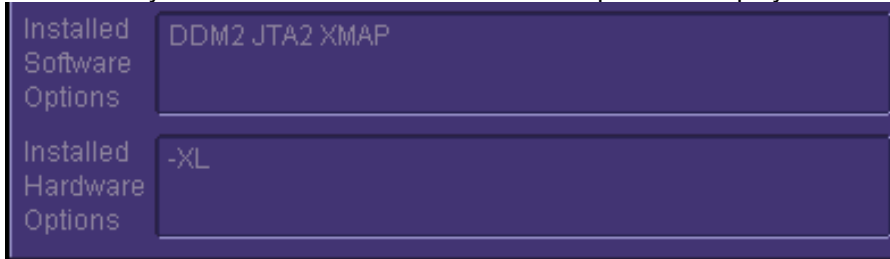 Installed
Software
Options
DDM2 JTA2 XMAP
Installed
Hardware
Options
-XL